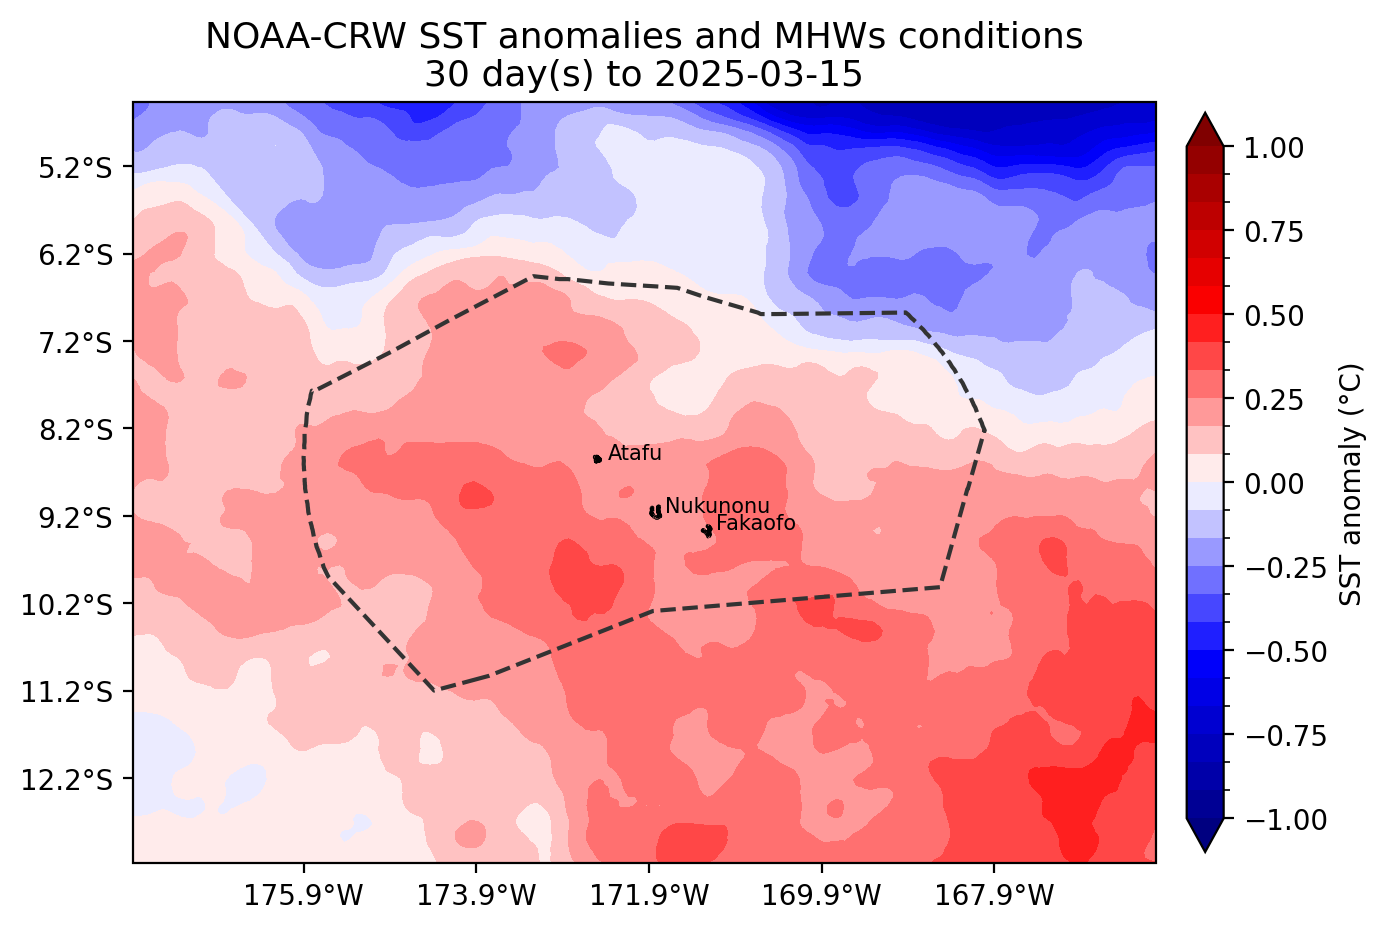 NOAA-CRW SST anomalies and MHWs conditions
30 day(s) to 2025-03-15
5.2°S
6.2°S
7.2°S
8.2°S
9.2°S
10.2°S
11.2°S
12.2°S
Atafu
Nukunonu
Fakaofo
175.9°W
173.9°W
171.9°W
169.9°W
167.9°W
1.00
0.75
0.50
0.25
0.00
−0.25
−0.50
−0.75
−1.00
SST anomaly (°C)